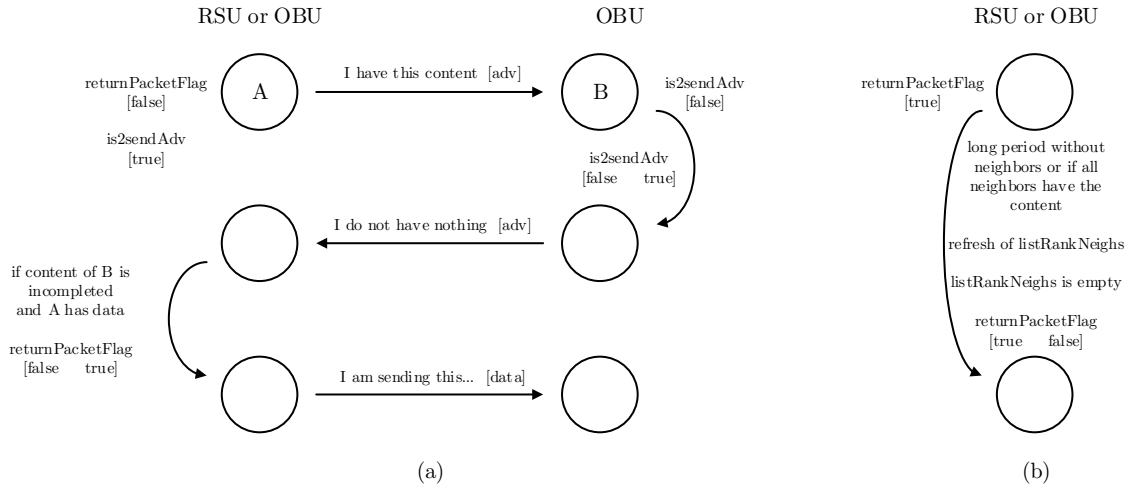 RSU or OBU
OBU
returnPacketFlag
[false]
is2sendAdv
[true]
A
I have this content [adv]
B
is2sendAdv
[false]
is2sendAdv
[false true]
I do not have nothing [adv]
if content of B is
incompleted
and A has data
returnPacketFlag
[false true]
I am sending this... [data]
(a)
RSU or OBU
returnPacketFlag
[true]
long period without
neighbors or if all
neighbors have the
content
refresh of listRankNeighs
listRankNeighs is empty
returnPacketFlag
[true false]
(b)